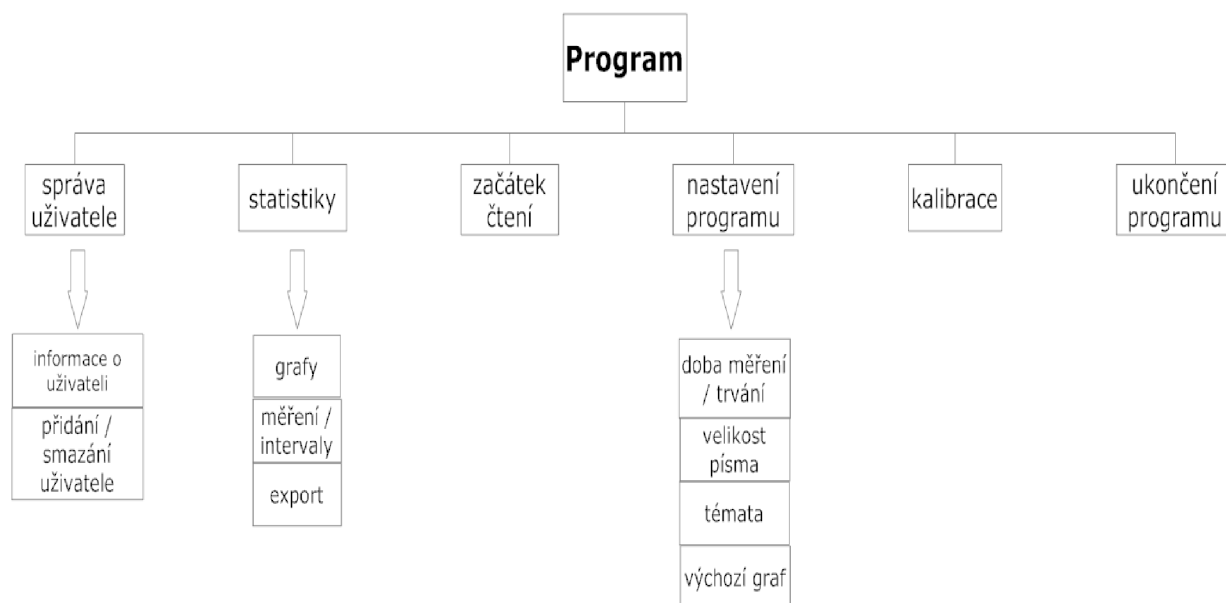 Program
správa
uživatele
statistiky
začátek
čtení
nastavení
programu
kalibrace
ukončení
programu
informace o
uživateli
přidání /
smazání
uživatele
grafy
měření /
intervaly
export
doba měření
/ trvání
velikost
písma
témata
výchozí graf